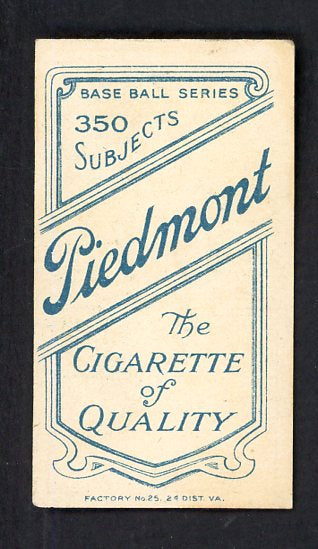 BASE BALL SERIES
350
SUBJECTS
Piedmont
The
CIGARETTE
of
QUALITY
FACTORY No. 25. 2d DIST. VA.